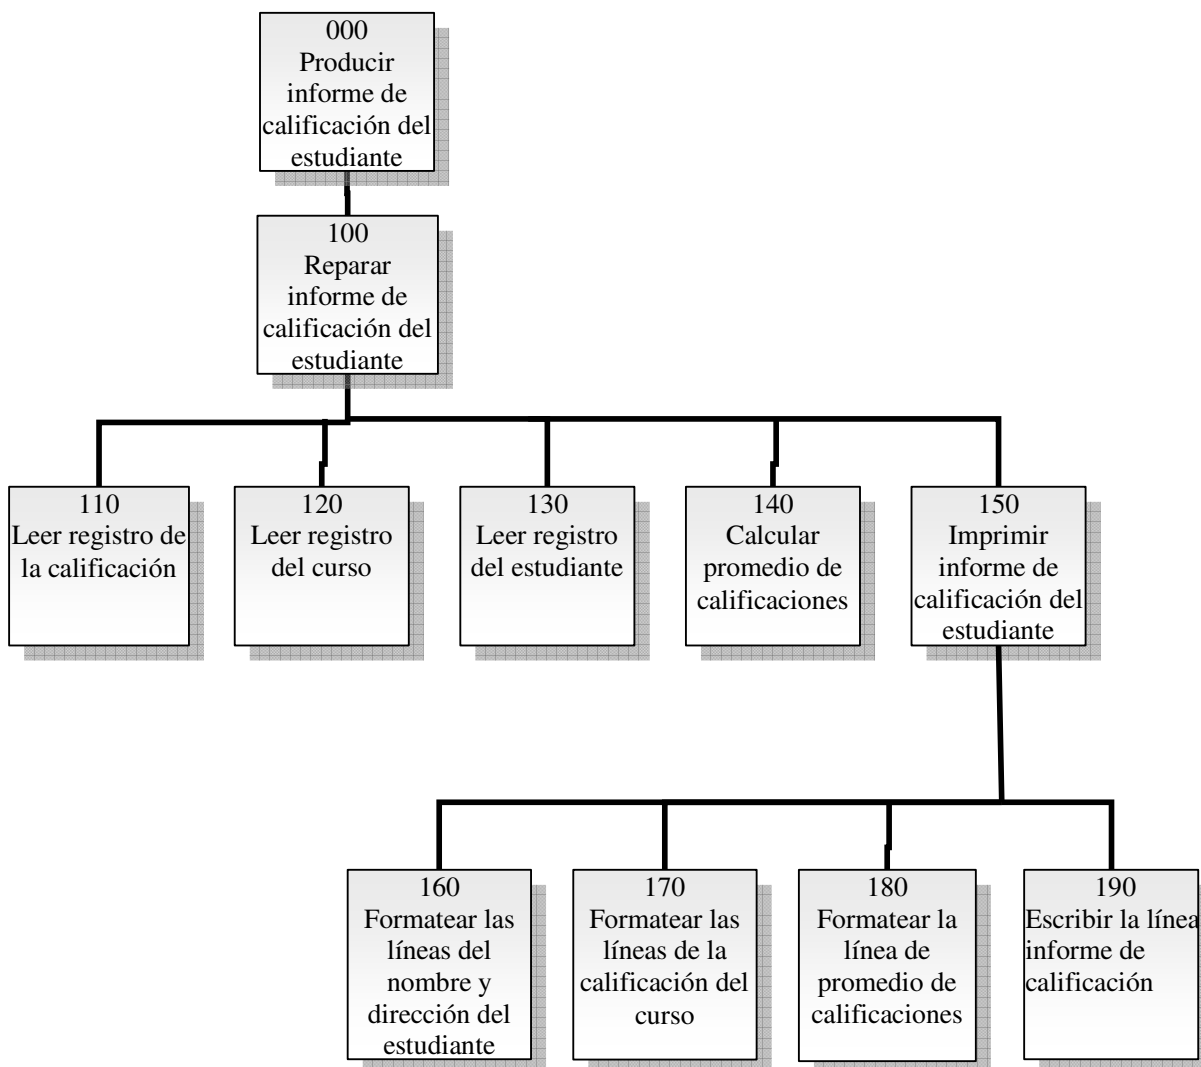 000
Producir
informe de
calificación del
estudiante
100
Reparar
informe de
calificación del
estudiante
110
Leer registro de
la calificación
120
Leer registro
del curso
130
Leer registro
del estudiante
140
Calcular
promedio de
calificaciones
150
Imprimir
informe de
calificación del
estudiante
160
Formatear las
líneas del
nombre y
dirección del
estudiante
170
Formatear las
líneas de la
calificación del
curso
180
Formatear la
línea de
promedio de
calificaciones
190
Escribir la línea
informe de
calificación